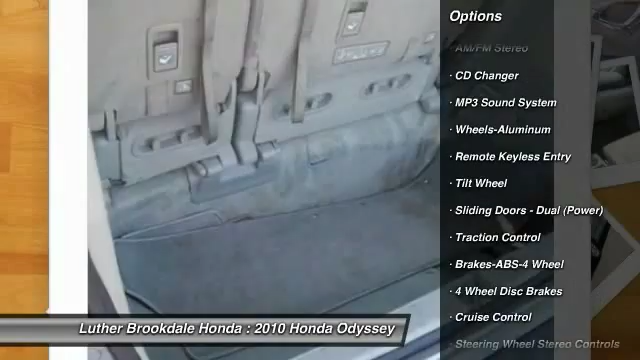 Options
· AM/FM Stereo
· CD Changer
· MP3 Sound System
· Wheels-Aluminum
· Remote Keyless Entry
· Tilt Wheel
· Sliding Doors - Dual (Power)
· Traction Control
· Brakes-ABS-4 Wheel
· 4 Wheel Disc Brakes
· Cruise Control
· Steering Wheel Stereo Controls
Luther Brookdale Honda : 2010 Honda Odyssey